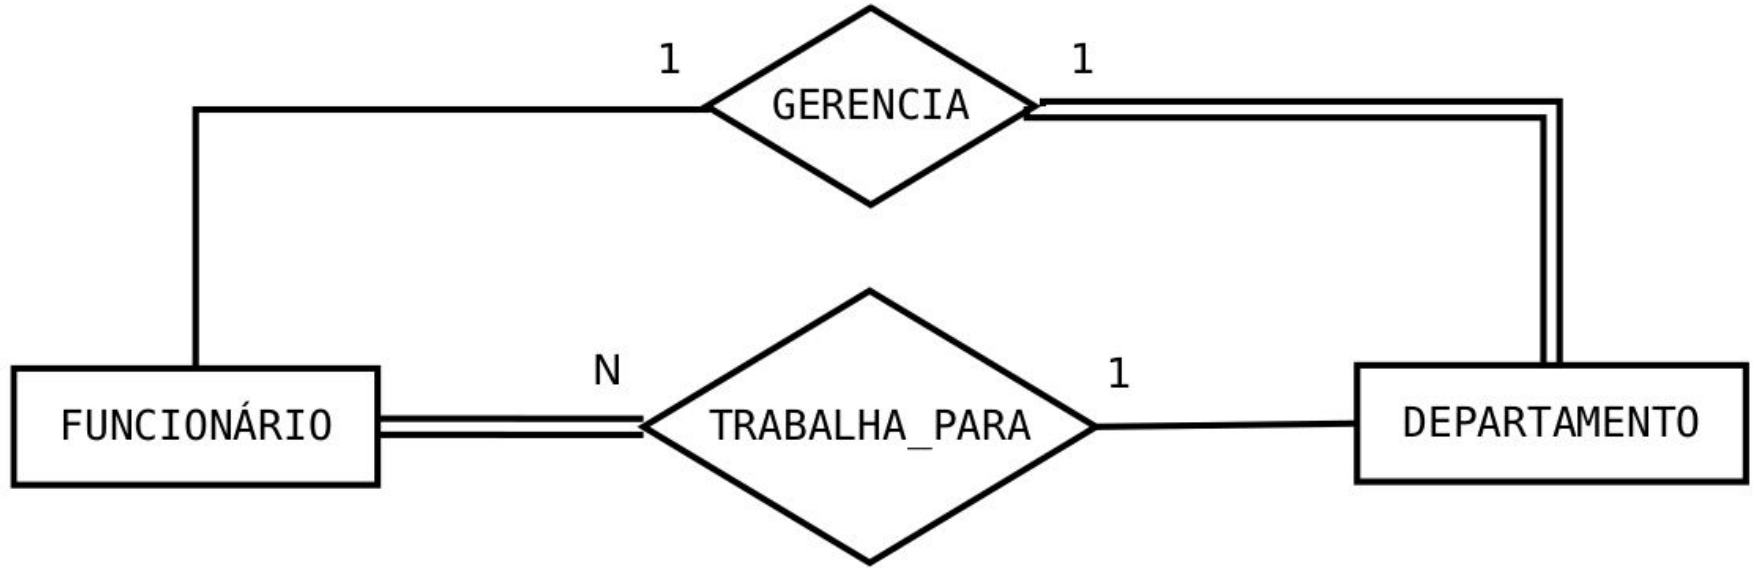 1
1
GERENCIA
N
1
FUNCIONÁRIO
TRABALHA_PARA
DEPARTAMENTO